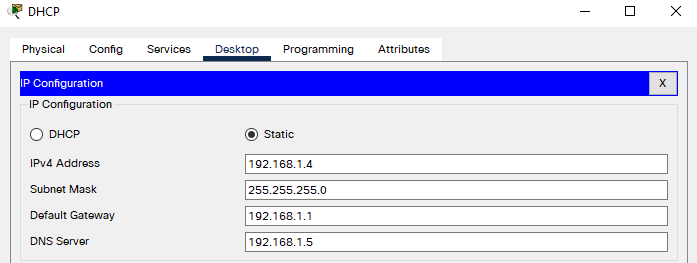 DHCP
Physical Config Services Desktop Programming Attributes
IP Configuration X
IP Configuration
DHCP Static
IPv4 Address 192.168.1.4
Subnet Mask 255.255.255.0
Default Gateway 192.168.1.1
DNS Server 192.168.1.5